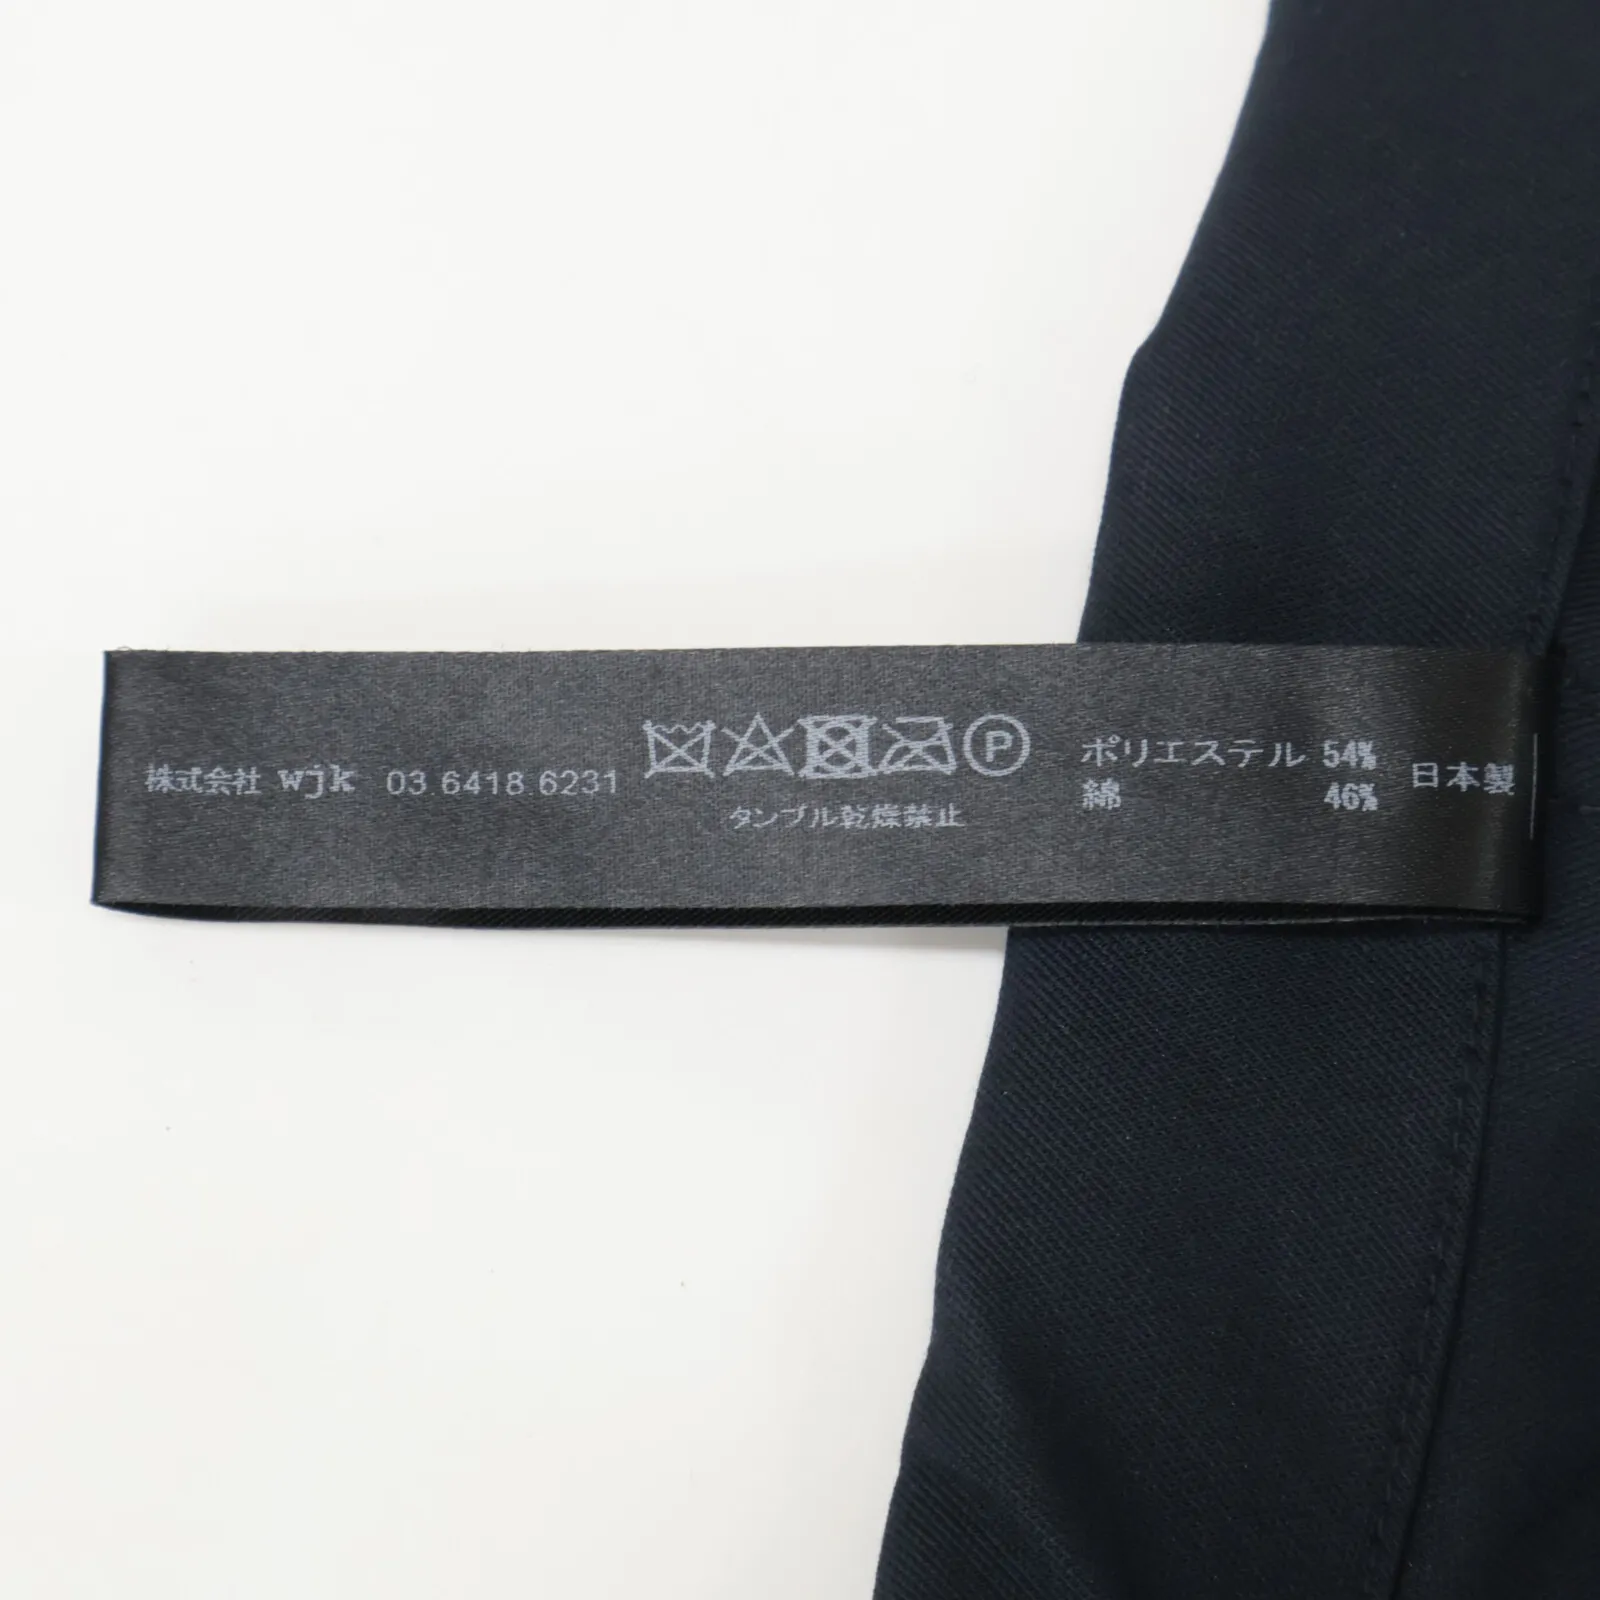 株式会社 wjk 03 6418 6231
P
タンブル乾燥禁止
ポリエステル 54%
綿 46%
日本製